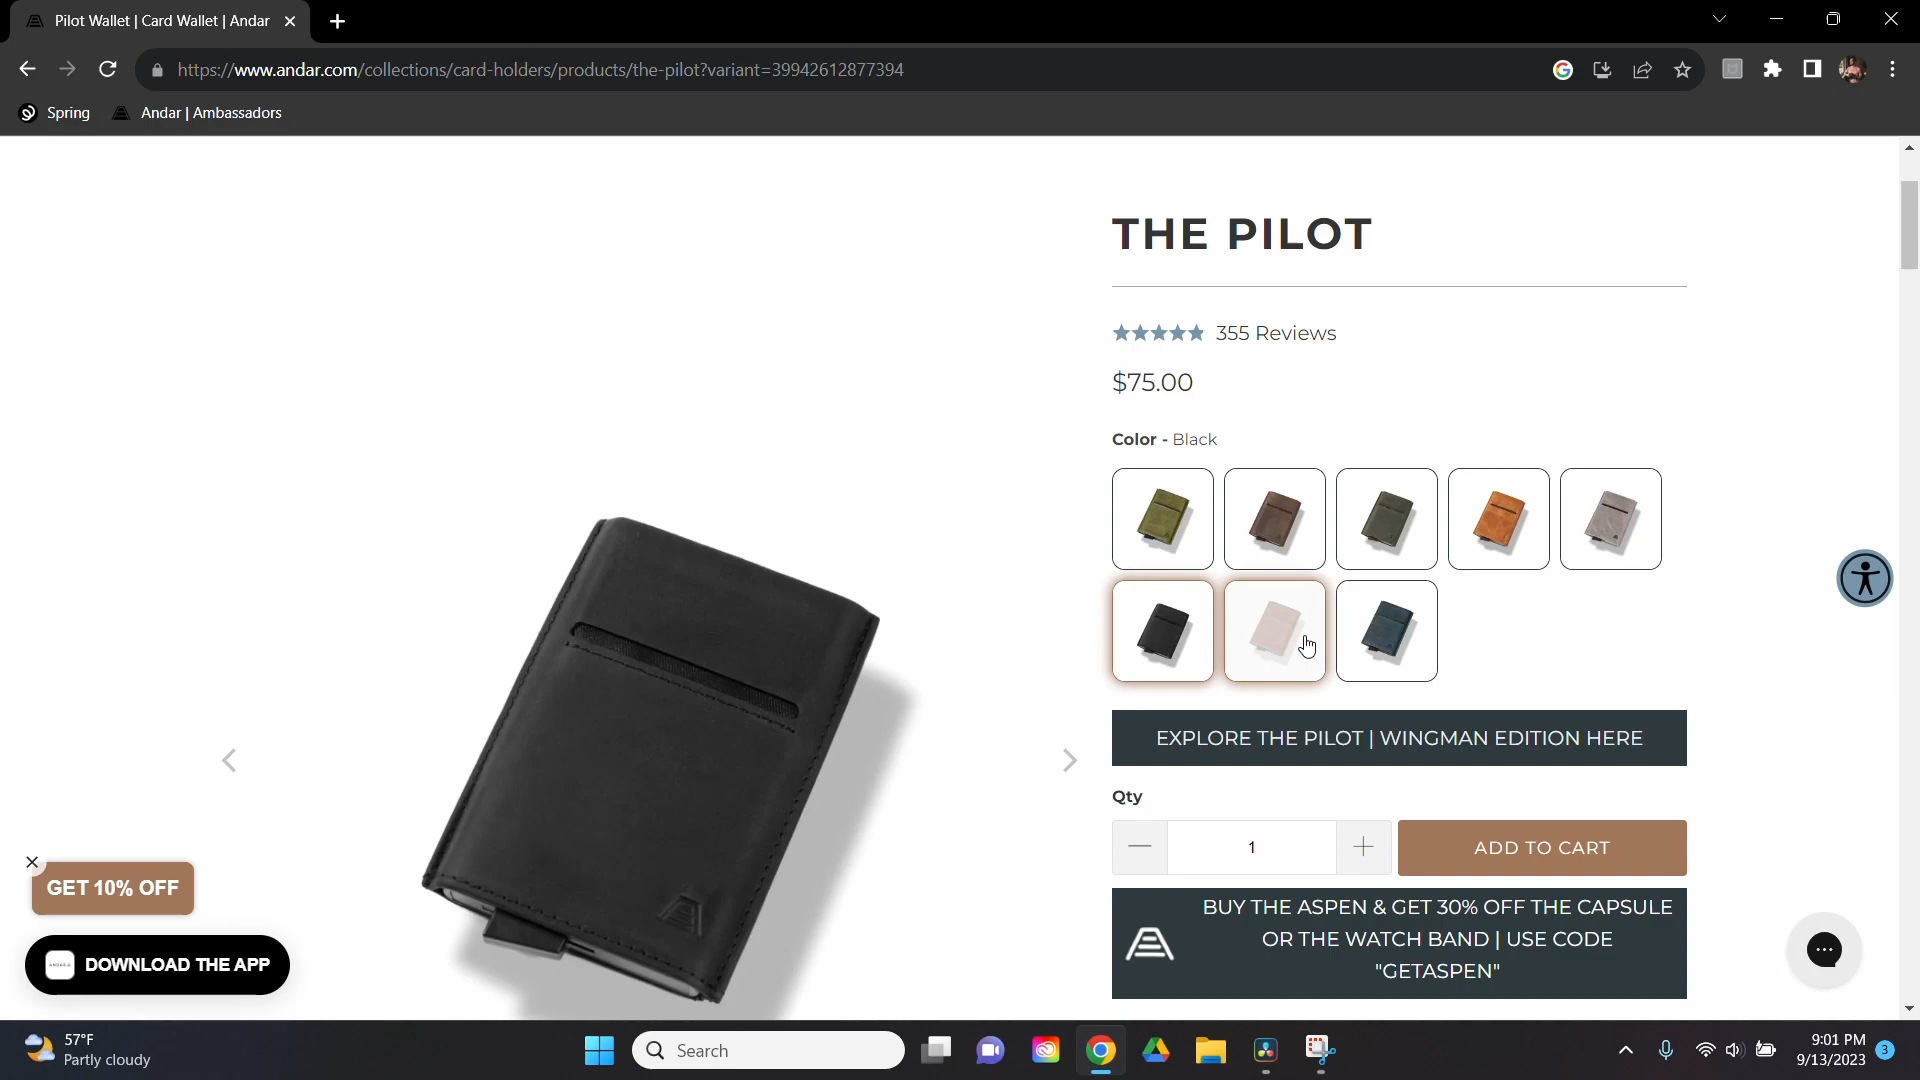 Pilot Wallet | Card Wallet | Andar
https://www.andar.com/collections/card-holders/products/the-pilot?variant=39942612877394
Spring
Andar | Ambassadors
THE PILOT
355 Reviews
$75.00
Color - Black
EXPLORE THE PILOT | WINGMAN EDITION HERE
Qty
1
ADD TO CART
BUY THE ASPEN & GET 30% OFF THE CAPSULE
OR THE WATCH BAND | USE CODE
"GETASPEN"
GET 10% OFF
DOWNLOAD THE APP
57°F
Partly cloudy
Search
9:01 PM
9/13/2023
3